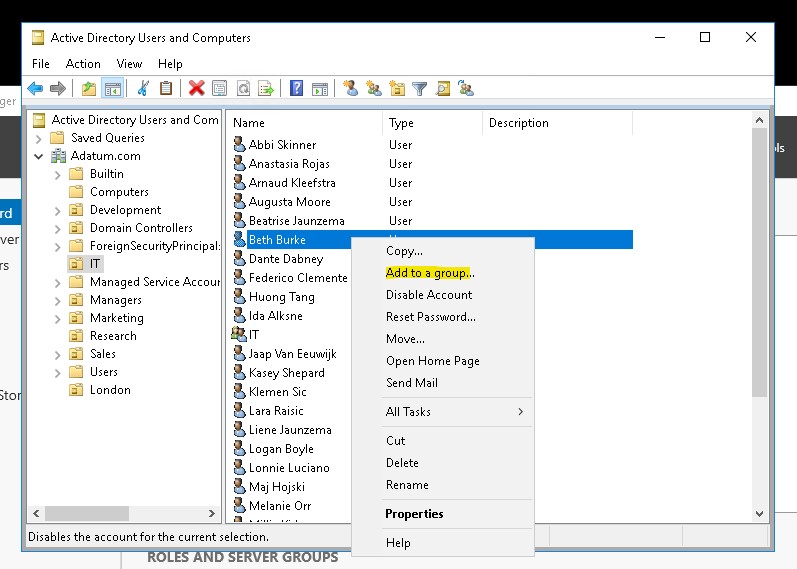 Active Directory Users and Computers
File Action View Help
ger
ols
rd
ver
rs
Stor
Active Directory Users and Com
Saved Queries
Adatum.com
Builtin
Computers
Development
Domain Controllers
ForeignSecurityPrincipal:
IT
Managed Service Accour
Managers
Marketing
Research
Sales
Users
London
Name Type Description
Abbi Skinner User
Anastasia Rojas User
Arnaud Kleefstra User
Augusta Moore User
Beatrise Jaunzema User
Beth Burke
Dante Dabney
Federico Clemente
Huong Tang
Ida Alksne
IT
Jaap Van Eeuwijk
Kasey Shepard
Klemen Sic
Lara Raisic
Liene Jaunzema
Logan Boyle
Lonnie Luciano
Maj Hojski
Melanie Orr
Copy...
Add to a group...
Disable Account
Reset Password...
Move...
Open Home Page
Send Mail
All Tasks
Cut
Delete
Rename
Properties
Help
Disables the account for the current selection.
ROLES AND SERVER GROUPS